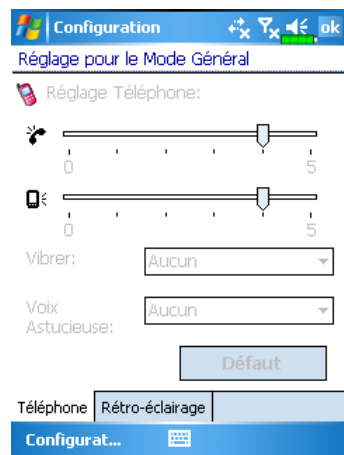 Configuration ok
Réglage pour le Mode Général
Réglage Téléphone:
0 5
0 5
Vibrer: Aucun
Voix Astucieuse: Aucun
Défaut
Téléphone Rétro-éclairage
Configurat...